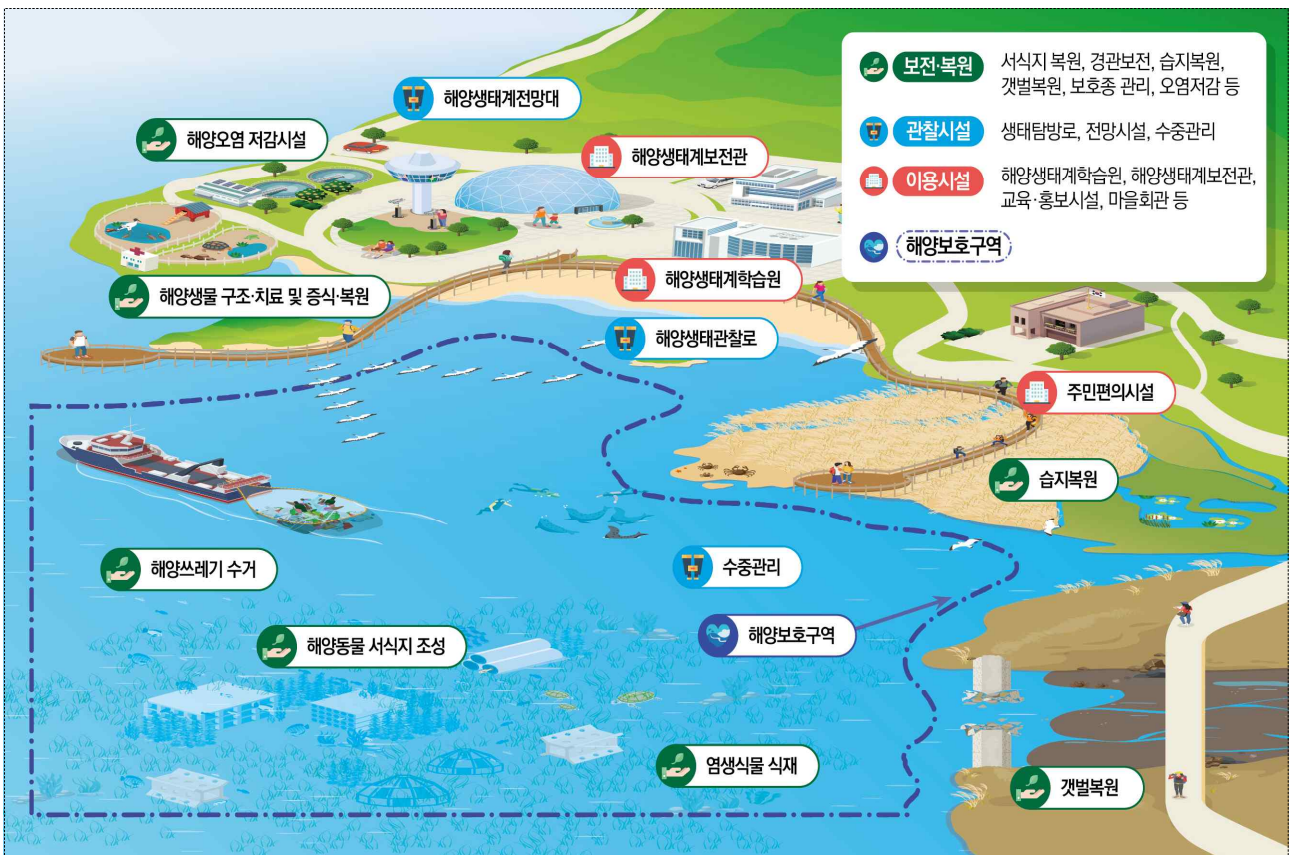 보전·복원
서식지 복원, 경관보전, 습지복원,
갯벌복원, 보호종 관리, 오염저감 등
관찰시설
생태탐방로, 전망시설, 수중관리
이용시설
해양생태계학습원, 해양생태계보전관,
교육·홍보시설, 마을회관 등
해양보호구역
해양생태계전망대
해양오염 저감시설
해양생태계보전관
해양생태계학습원
해양생물 구조·치료 및 증식·복원
해양생태관찰로
주민편의시설
습지복원
해양쓰레기 수거
수중관리
해양보호구역
해양동물 서식지 조성
염생식물 식재
갯벌복원